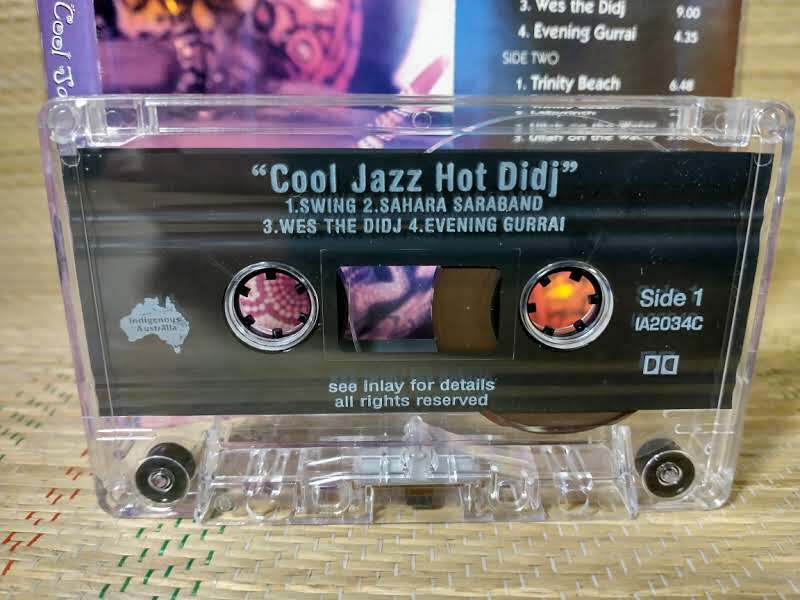 Cool
3. Wes the Didj 9.00
4. Evening Gurrai 4.35
SIDE TWO
1. Trinity Beach 6.48
"Cool Jazz Hot Didj"
1.SWING 2.SAHARA SARABAND
3.WES THE DIDJ 4.EVENING GURRAI
Indigenous
Australia
Side 1
IA2034C
see inlay for details
all rights reserved